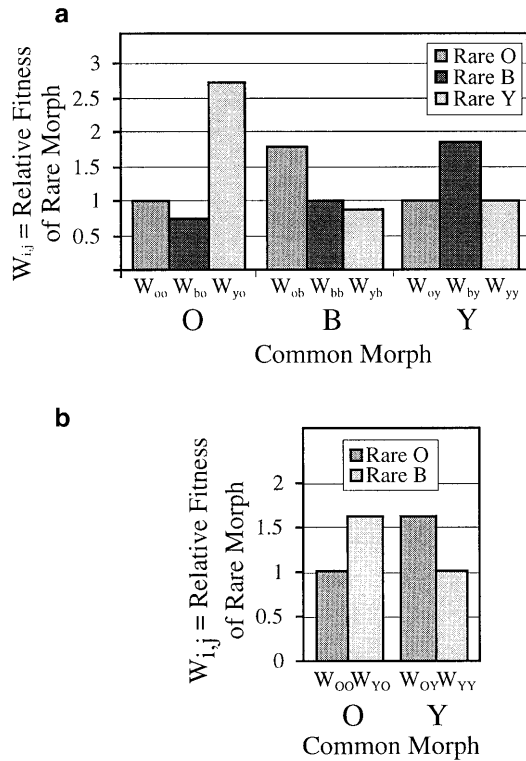 a
W i,j = Relative Fitness
of Rare Morph
3
2.5
2
1.5
1
0.5
Rare O
Rare B
Rare Y
Woo Wbo Wyo Wob Wbb Wyb Woy Wby Wyy
O B Y
Common Morph
b
W i,j = Relative Fitness
of Rare Morph
2
1.5
1
0.5
0
Rare O
Rare B
WOO WYO WOY WYY
O Y
Common Morph